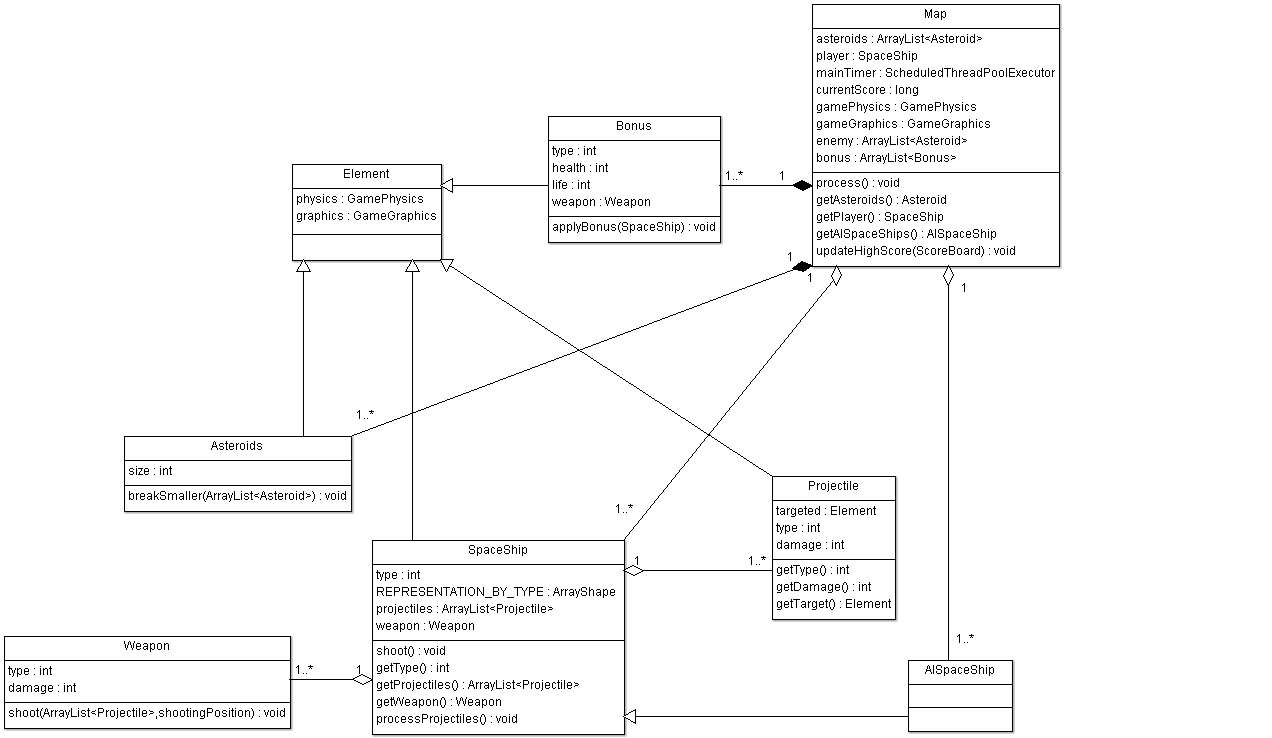 Map
asteroids : ArrayList<Asteroid>
player : SpaceShip
mainTimer : ScheduledThreadPoolExecutor
currentScore : long
gamePhysics : GamePhysics
gameGraphics : GameGraphics
enemy : ArrayList<Asteroid>
bonus : ArrayList<Bonus>
process() : void
getAsteroids() : Asteroid
getPlayer() : SpaceShip
getAISpaceShips() : AISpaceShip
updateHighScore(ScoreBoard) : void
Bonus
type : int
health : int
life : int
weapon : Weapon
applyBonus(SpaceShip) : void
1..*
1
Element
physics : GamePhysics
graphics : GameGraphics
1
1
1
1..*
Asteroids
size : int
breakSmaller(ArrayList<Asteroid>) : void
Projectile
targeted : Element
type : int
damage : int
getType() : int
getDamage() : int
getTarget() : Element
1..*
SpaceShip
type : int
REPRESENTATION_BY_TYPE : ArrayShape
projectiles : ArrayList<Projectile>
weapon : Weapon
shoot() : void
getType() : int
getProjectiles() : ArrayList<Projectile>
getWeapon() : Weapon
processProjectiles() : void
1
1..*
Weapon
type : int
damage : int
shoot(ArrayList<Projectile>,shootingPosition) : void
1..*
1
1..*
AISpaceShip